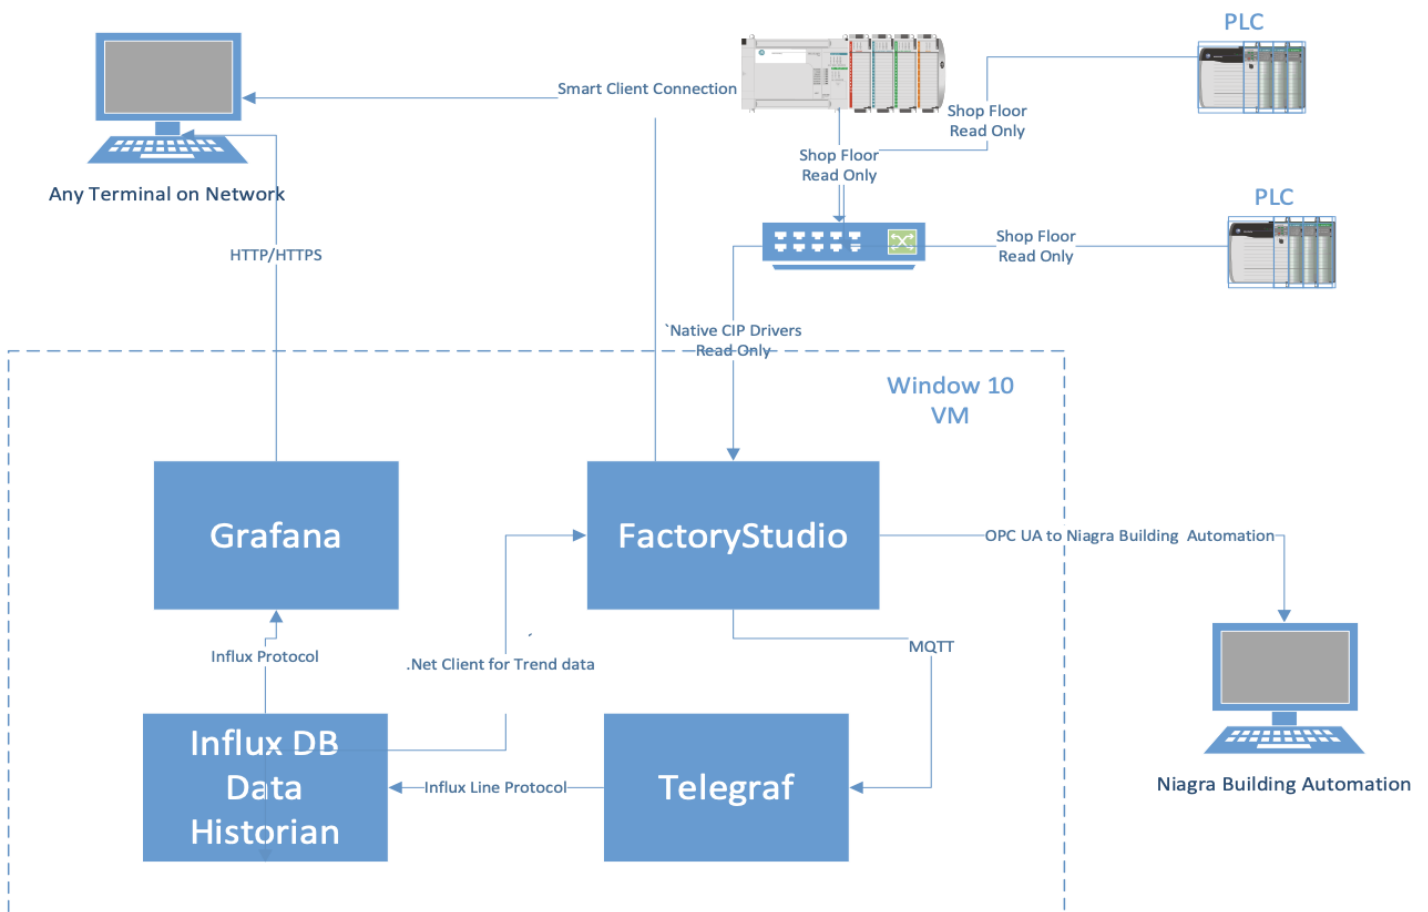 PLC
Smart Client Connection
Shop Floor
Read Only
Shop Floor
Read Only
Any Terminal on Network
PLC
HTTP/HTTPS
Shop Floor
Read Only
`Native CIP Drivers
Read Only
Window 10
VM
Grafana
FactoryStudio
OPC UA to Niagra Building Automation
Influx Protocol
´
.Net Client for Trend data
MQTT
Influx DB
Data
Historian
Influx Line Protocol
Telegraf
Niagra Building Automation